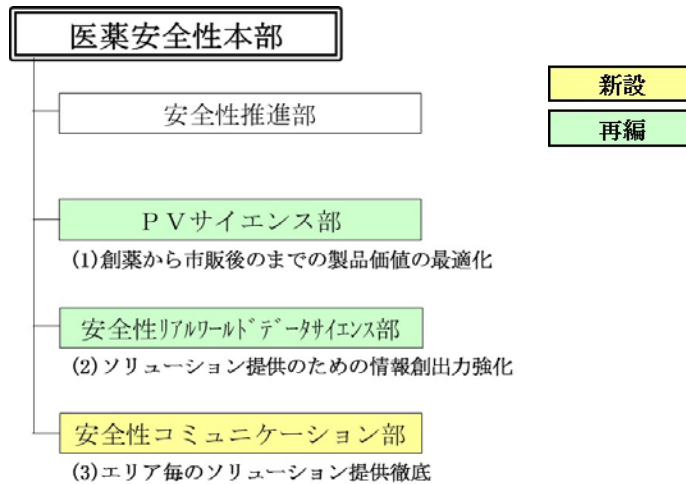 医薬安全性本部
安全性推進部
新設
再編
ＰＶサイエンス部
(1)創薬から市販後のまでの製品価値の最適化
安全性ﾘｱﾙﾜｰﾙﾄﾞﾃﾞｰﾀｻｲｴﾝｽ部
(2)ソリューション提供のための情報創出力強化
安全性コミュニケーション部
(3)エリア毎のソリューション提供徹底